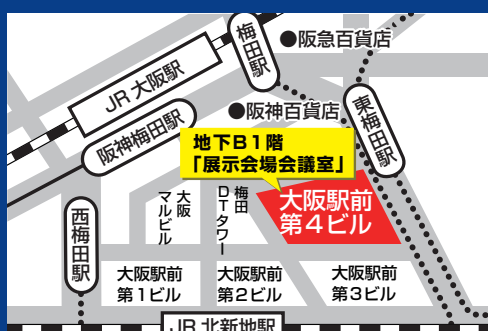 梅田駅
●阪急百貨店
JR大阪駅
●阪神百貨店
阪神梅田駅
東梅田駅
地下B1階
「展示会場会議室」
大阪駅前
第4ビル
西梅田駅
大阪
マルビル
梅田
DTタワー
大阪駅前
第1ビル
大阪駅前
第2ビル
大阪駅前
第3ビル
JR北新地駅